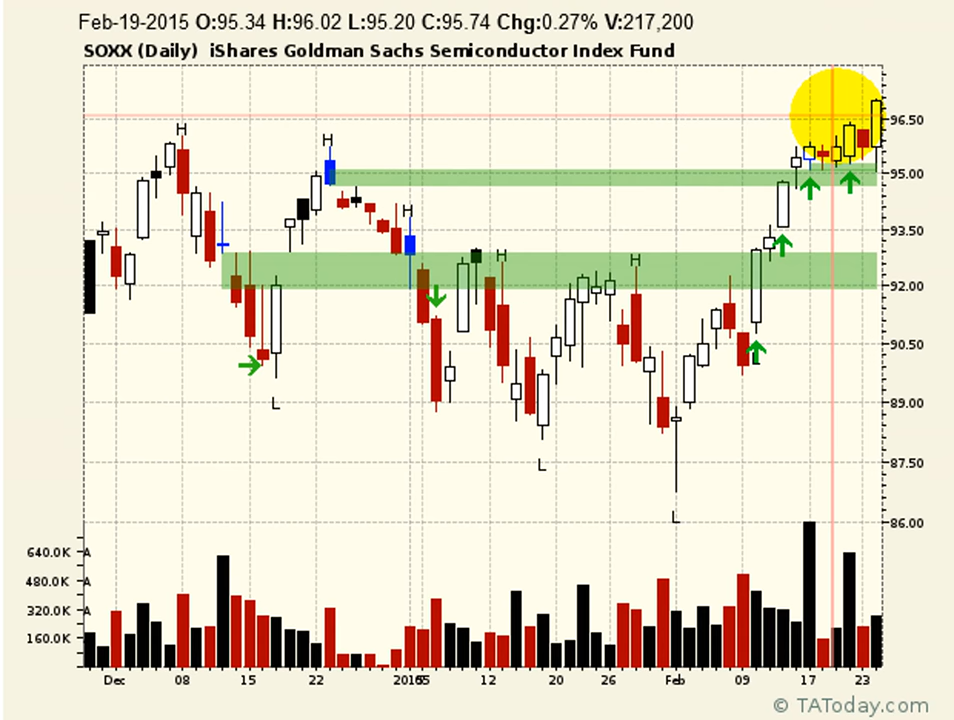 Feb-19-2015 O:95.34 H:96.02 L:95.20 C:95.74 Chg:0.27% V:217,200
SOXX (Daily) iShares Goldman Sachs Semiconductor Index Fund
H
H
H
H
H
L
L
L
96.50
95.00
93.50
92.00
90.50
89.00
87.50
86.00
640.0K A
480.0K A
320.0K A
160.0K
Dec 08 15 22 12 20 26 Feb 09 17 23
© TAToday.com